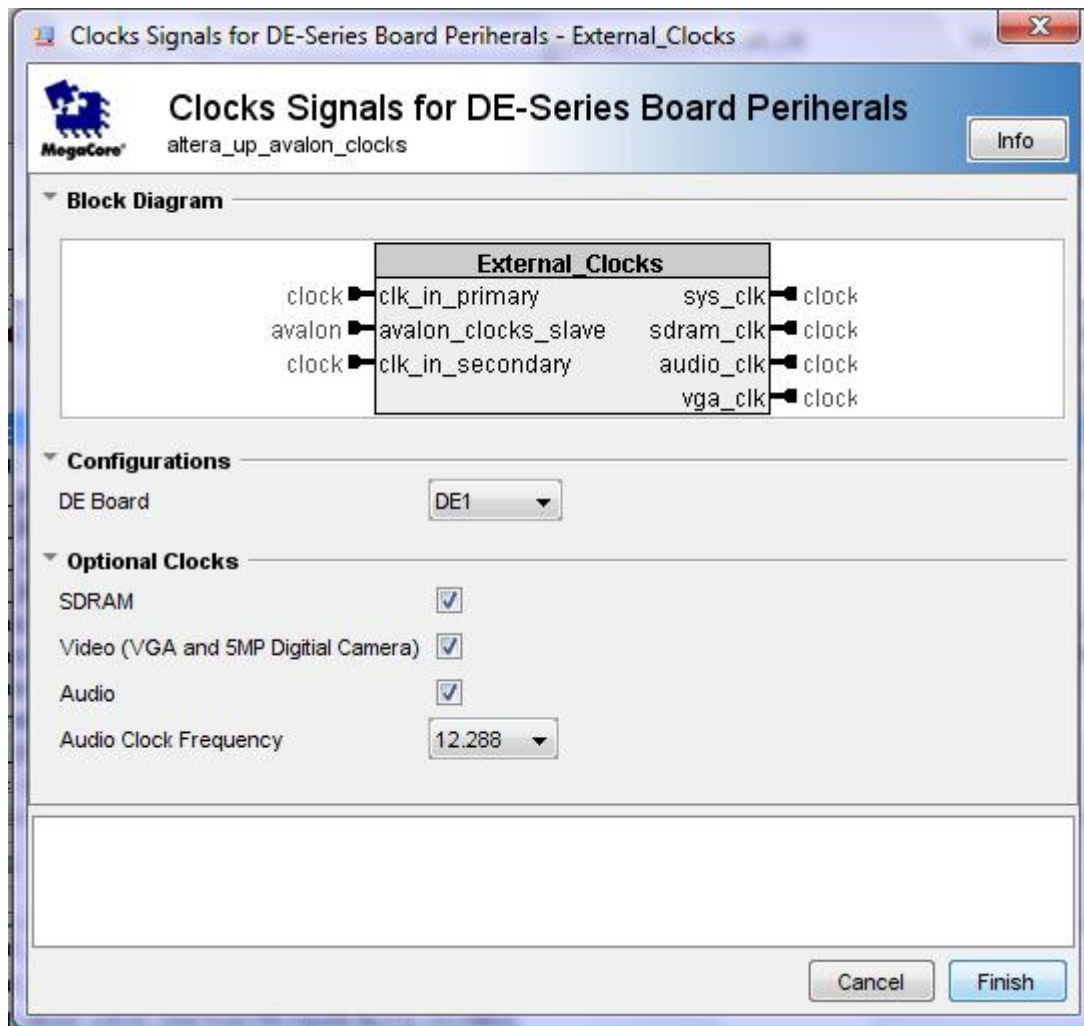 Clocks Signals for DE-Series Board Periherals - External_Clocks
Clocks Signals for DE-Series Board Periherals
altera_up_avalon_clocks
MegaCore®
Info
Block Diagram
External_Clocks
clock clk_in_primary sys_clk clock
avalon avalon_clocks_slave sdram_clk clock
clock clk_in_secondary audio_clk clock
vga_clk clock
Configurations
DE Board DE1
Optional Clocks
SDRAM
Video (VGA and 5MP Digitial Camera)
Audio
Audio Clock Frequency 12.288
Cancel Finish